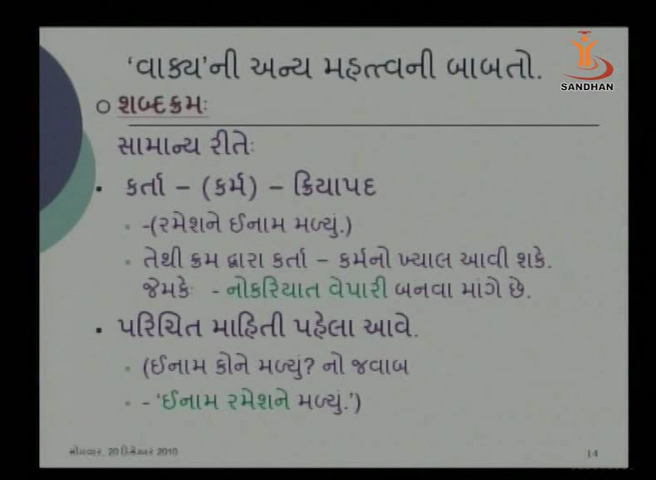 'વાક્ય'ની અન્ય મહત્ત્વની બાબતો.
SANDHAN
શબ્દક્રમઃ
સામાન્ય રીતેઃ
કર્તા – (કર્મ) – ક્રિયાપદ
-(રમેશને ઈનામ મળ્યું.)
તેથી ક્રમ દ્વારા કર્તા – કર્મનો ખ્યાલ આવી શકે.
જેમકેઃ - નોકરિયાત વેપારી બનવા માંગે છે.
પરિચિત માહિતી પહેલા આવે.
(ઈનામ કોને મળ્યું? નો જવાબ
- 'ઈનામ રમેશને મળ્યું.')
સોમવાર, 20 ડિસેમ્બર 2010
14